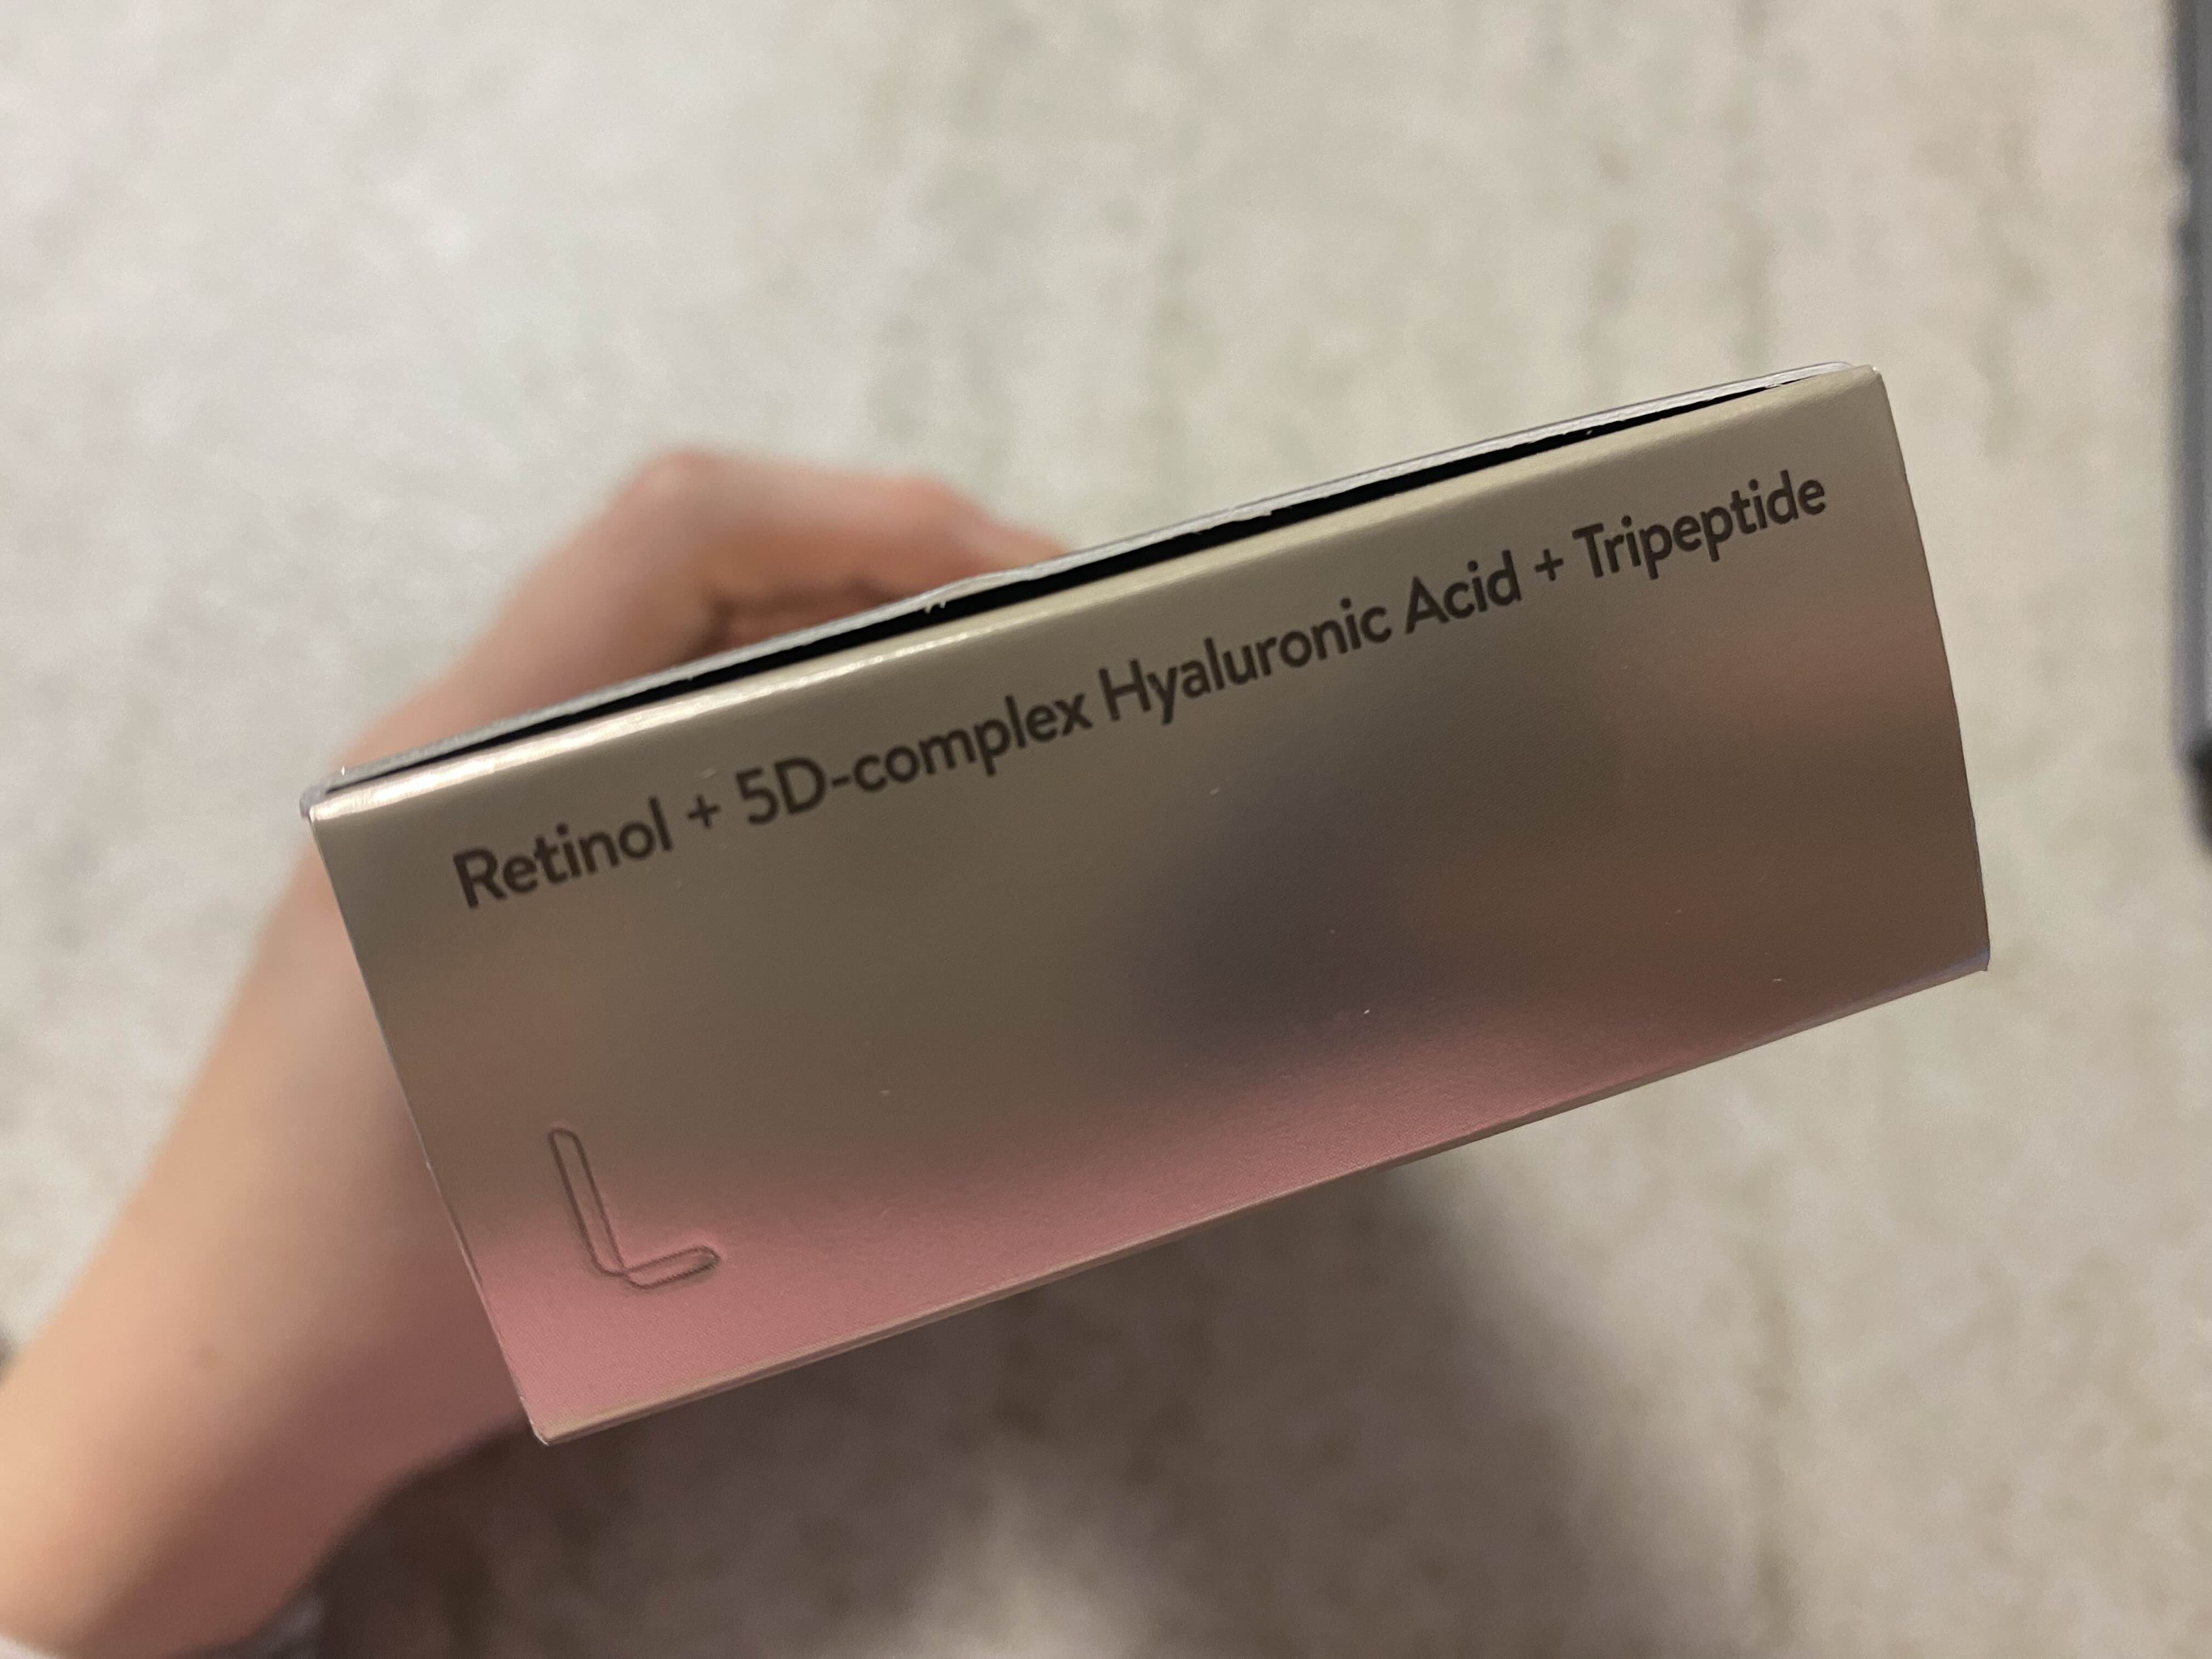 Retinol + 5D-complex Hyaluronic Acid + Tripeptide
L